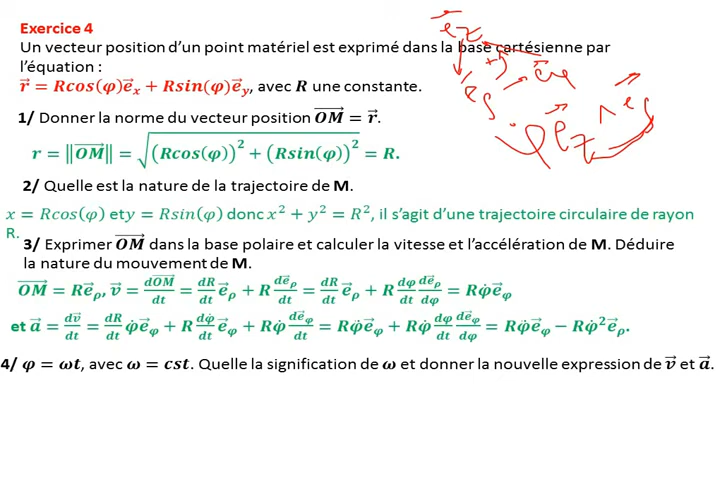 Exercice 4
Un vecteur position d'un point matériel est exprimé dans la base cartésienne par
l'équation :
r⃗ = Rcos(φ)e⃗ₓ + Rsin(φ)e⃗ᵧ, avec R une constante.
1/ Donner la norme du vecteur position OM⃗ = r⃗.
r = ‖OM⃗‖ = √((Rcos(φ))² + (Rsin(φ))²) = R.
2/ Quelle est la nature de la trajectoire de M.
x = Rcos(φ) et y = Rsin(φ) donc x² + y² = R², il s'agit d'une trajectoire circulaire de rayon
R.
3/ Exprimer OM⃗ dans la base polaire et calculer la vitesse et l'accélération de M. Déduire
la nature du mouvement de M.
OM⃗ = Re⃗ᵨ, v⃗ = dOM⃗/dt = dR/dt e⃗ᵨ + R de⃗ᵨ/dt = dR/dt e⃗ᵨ + R dφ/dt de⃗ᵨ/dφ = Rφ̇e⃗ᵩ
et a⃗ = dv⃗/dt = dR/dt φ̇e⃗ᵩ + R dφ̇/dt e⃗ᵩ + Rφ̇ de⃗ᵩ/dt = Rφ̈e⃗ᵩ + Rφ̇ dφ/dt de⃗ᵩ/dφ = Rφ̈e⃗ᵩ − Rφ̇²e⃗ᵨ.
4/ φ = ωt, avec ω = cst. Quelle la signification de ω et donner la nouvelle expression de v⃗ et a⃗.